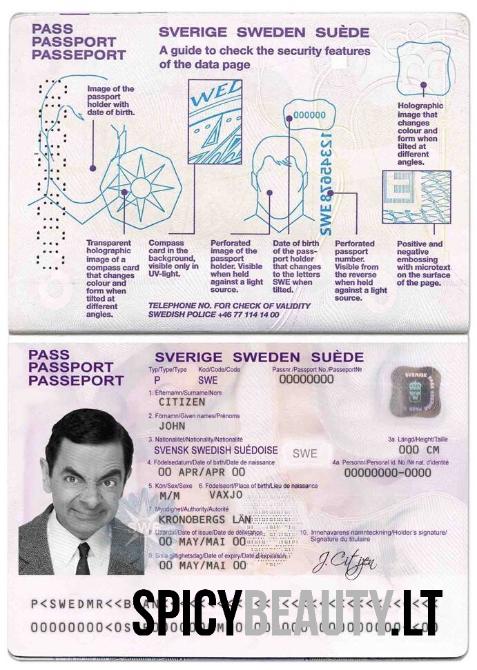 PASS
PASSPORT
PASSEPORT
SVERIGE SWEDEN SUÈDE
A guide to check the security features
of the data page
Image of the
passport
holder with
date of birth.
WEL
000000
12345678SWE
Holographic
image that
changes
colour and
form when
tilted at
different
angles.
Transparent
holographic
image of a
compass card
that changes
colour and
form when
tilted at
different
angles.
Compass
card in the
background,
visible only in
UV-light.
Perforated
image of the
passport
holder. Visible
when held
against a light
source.
Date of birth
of the pass-
port holder
that changes
to the letters
SWE when
tilted.
Perforated
passport
number.
Visible from
the reverse
when held
against a light
source.
Positive and
negative
embossing
with microtext
on the surface
of the page.
TELEPHONE NO. FOR CHECK OF VALIDITY
SWEDISH POLICE +46 77 114 14 00
PASS
PASSPORT
PASSEPORT
SVERIGE SWEDEN SUÈDE
Typ/Type/Type Kod/Code/Code Passnr./Passport No./Passeport№
P SWE 00000000
1. Efternamn/Surname/Nom
CITIZEN
2. Förnamn/Given names/Prénoms
JOHN
3. Nationalitet/Nationality/Nationalité 3a. Längd/Height/Taille
SVENSK SWEDISH SUÉDOISE SWE 000 CM
4. Födelsedatum/Date of birth/Date de naissance 4a. Personnr/Personal id. No./№ nat. d'identité
00 APR/APR 00 00000000-0000
5. Kön/Sex/Sexe 6. Födelseort/Place of birth/Lieu de naissance
M/M VAXJO
7. Myndighet/Authority/Autorité
KRONOBERGS LÄN
8. Utfärdad/Date of issue/Date de délivrance 10. Innehavarens namnteckning/Holder's signature/
00 MAY/MAI 00 Signature du titulaire
9. Sista giltighetsdag/Date of expiry/Date d'expiration
00 MAY/MAI 00 J Citizen
SPICYBEAUTY.LT